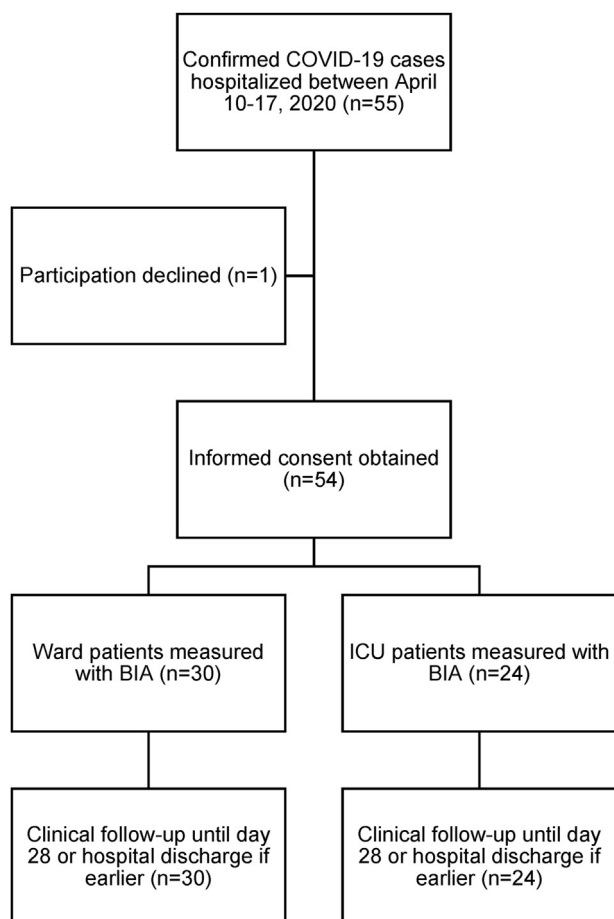 Confirmed COVID-19 cases
hospitalized between April
10-17, 2020 (n=55)
Participation declined (n=1)
Informed consent obtained
(n=54)
Ward patients measured
with BIA (n=30)
ICU patients measured with
BIA (n=24)
Clinical follow-up until day
28 or hospital discharge if
earlier (n=30)
Clinical follow-up until day
28 or hospital discharge if
earlier (n=24)